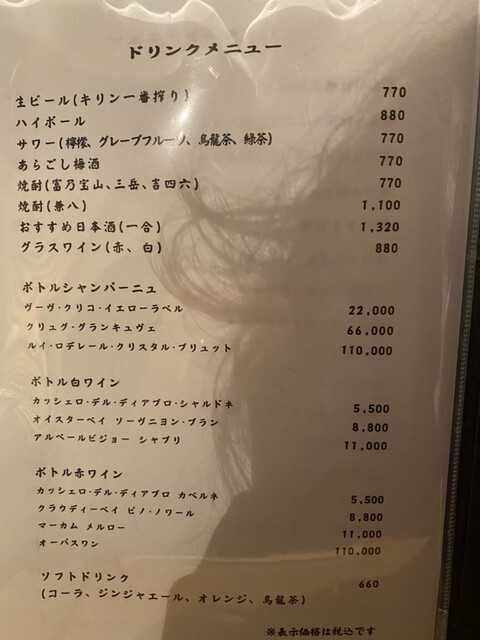 ドリンクメニュー
生ビール(キリン一番搾り) 770
ハイボール 880
サワー(檸檬、グレープフルーツ、烏龍茶、緑茶) 770
あらごし梅酒 770
焼酎(富乃宝山、三岳、吉四六) 770
焼酎(兼八) 1,100
おすすめ日本酒(一合) 1,320
グラスワイン(赤、白) 880
ボトルシャンパーニュ
ヴーヴ・クリコ・イエローラベル 22,000
クリュグ・グランキュヴェ 66,000
ルイ・ロデレール・クリスタル・ブリュット 110,000
ボトル白ワイン
カッシェロ・デル・ディアブロ・シャルドネ 5,500
オイスターベイ ソーヴニヨン・ブラン 8,800
アルベールビジョー シャブリ 11,000
ボトル赤ワイン
カッシェロ・デル・ディアブロ カベルネ 5,500
クラウディーベイ ピノ・ノワール 8,800
マーカム メルロー 11,000
オーパスワン 110,000
ソフトドリンク 660
(コーラ、ジンジャエール、オレンジ、烏龍茶)
※表示価格は税込です